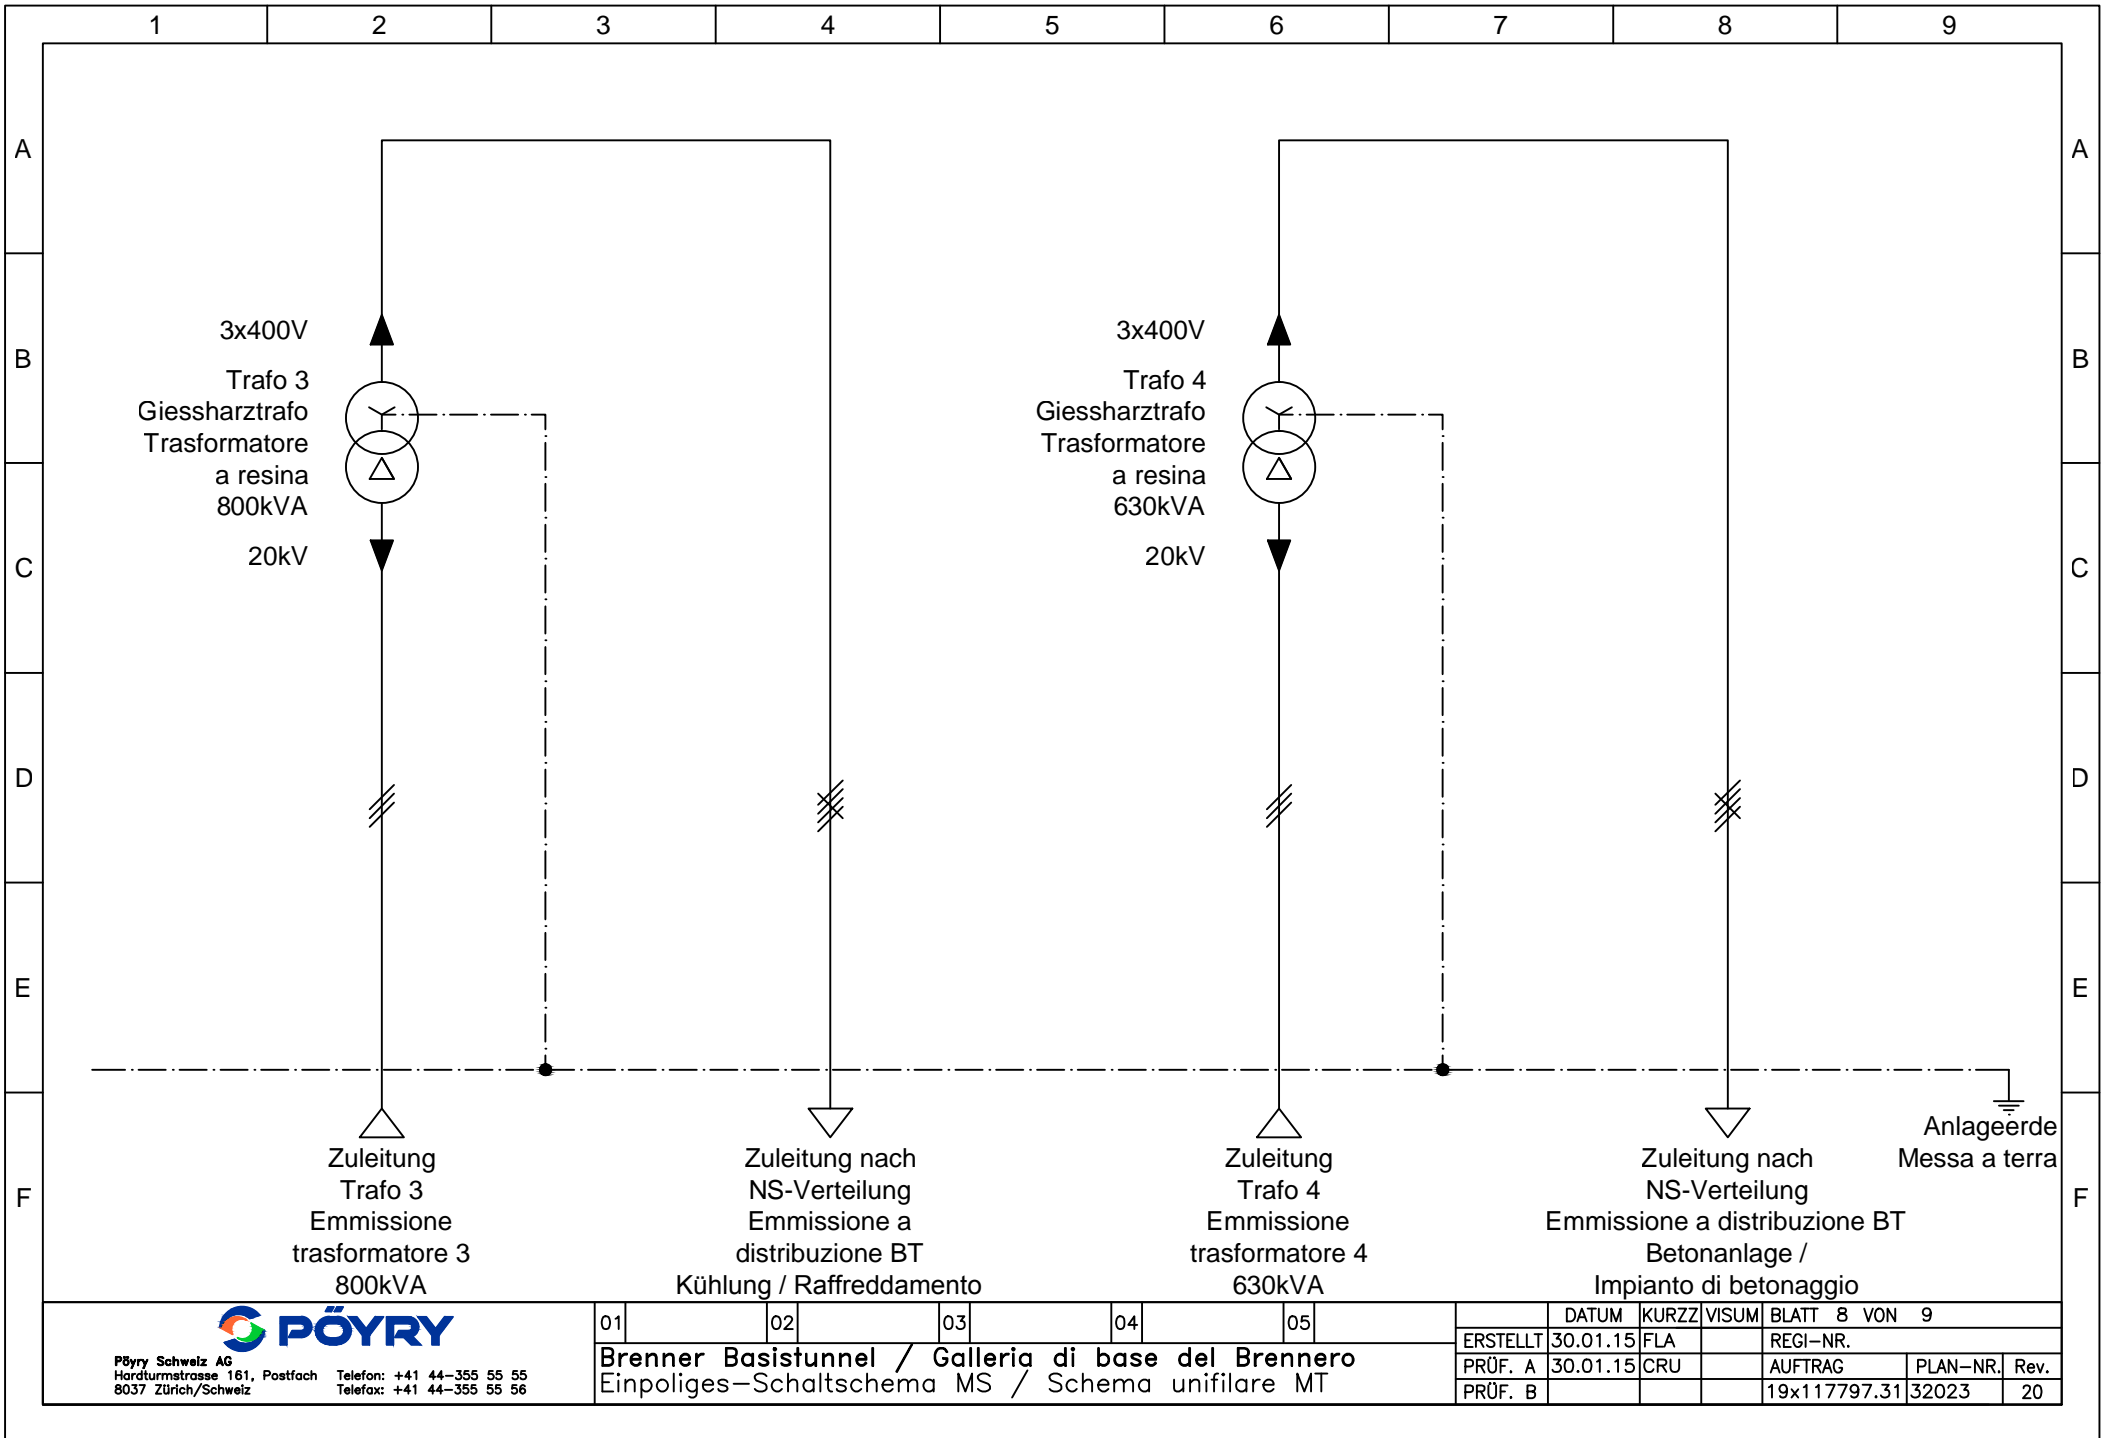 1 2 3 4 5 6 7 8 9
A A
B B
C C
D D
E E
F F
3x400V
Trafo 3
Giessharztrafo
Trasformatore
a resina
800kVA
20kV
3x400V
Trafo 4
Giessharztrafo
Trasformatore
a resina
630kVA
20kV
Zuleitung
Trafo 3
Emmissione
trasformatore 3
800kVA
Zuleitung nach
NS-Verteilung
Emmissione a
distribuzione BT
Kühlung / Raffreddamento
Zuleitung
Trafo 4
Emmissione
trasformatore 4
630kVA
Zuleitung nach
NS-Verteilung
Emmissione a distribuzione BT
Betonanlage /
Impianto di betonaggio
Anlageerde
Messa a terra
PÖYRY
Pöyry Schweiz AG
Hardturmstrasse 161, Postfach Telefon: +41 44-355 55 55
8037 Zürich/Schweiz Telefax: +41 44-355 55 56
01 02 03 04 05
Brenner Basistunnel / Galleria di base del Brennero
Einpoliges-Schaltschema MS / Schema unifilare MT
DATUM KURZZ VISUM BLATT 8 VON 9
ERSTELLT 30.01.15 FLA REGI-NR.
PRÜF. A 30.01.15 CRU AUFTRAG PLAN-NR. Rev.
PRÜF. B 19x117797.31 32023 20